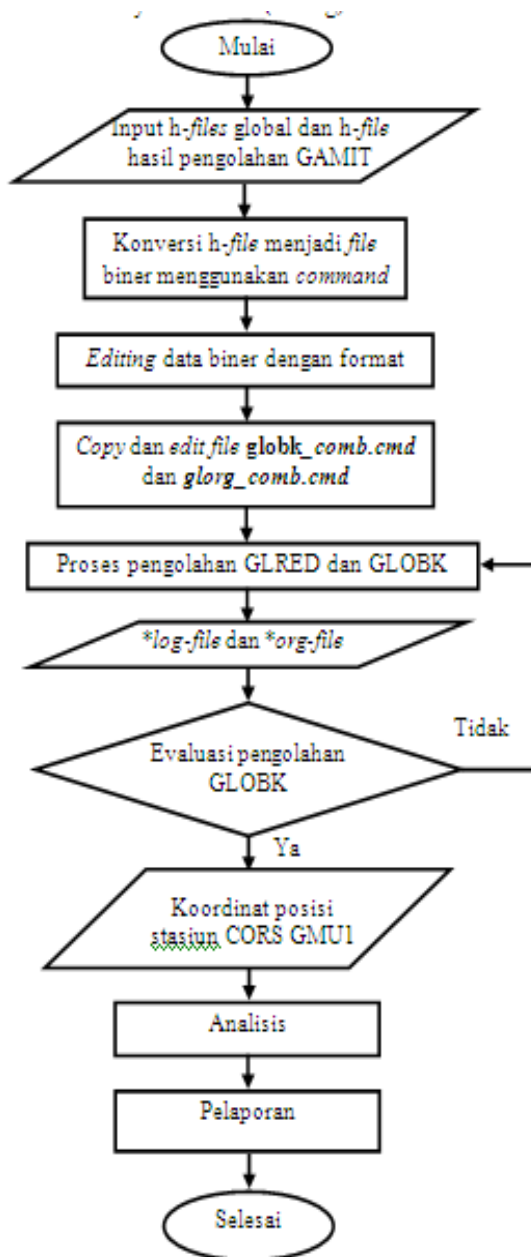 Mulai
Input h-files global dan h-file
hasil pengolahan GAMIT
Konversi h-file menjadi file
biner menggunakan command
Editing data biner dengan format
Copy dan edit file globk_comb.cmd
dan glorg_comb.cmd
Proses pengolahan GLRED dan GLOBK
*log-file dan *org-file
Evaluasi pengolahan
GLOBK
Tidak
Ya
Koordinat posisi
stasiun CORS GMU1
Analisis
Pelaporan
Selesai